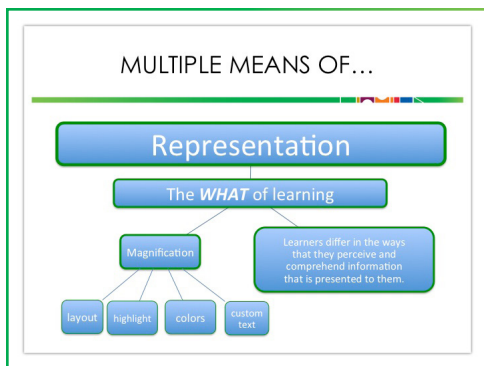 MULTIPLE MEANS OF...
Representation
The WHAT of learning
Magnification
Learners differ in the ways
that they perceive and
comprehend information
that is presented to them.
layout
highlight
colors
custom
text